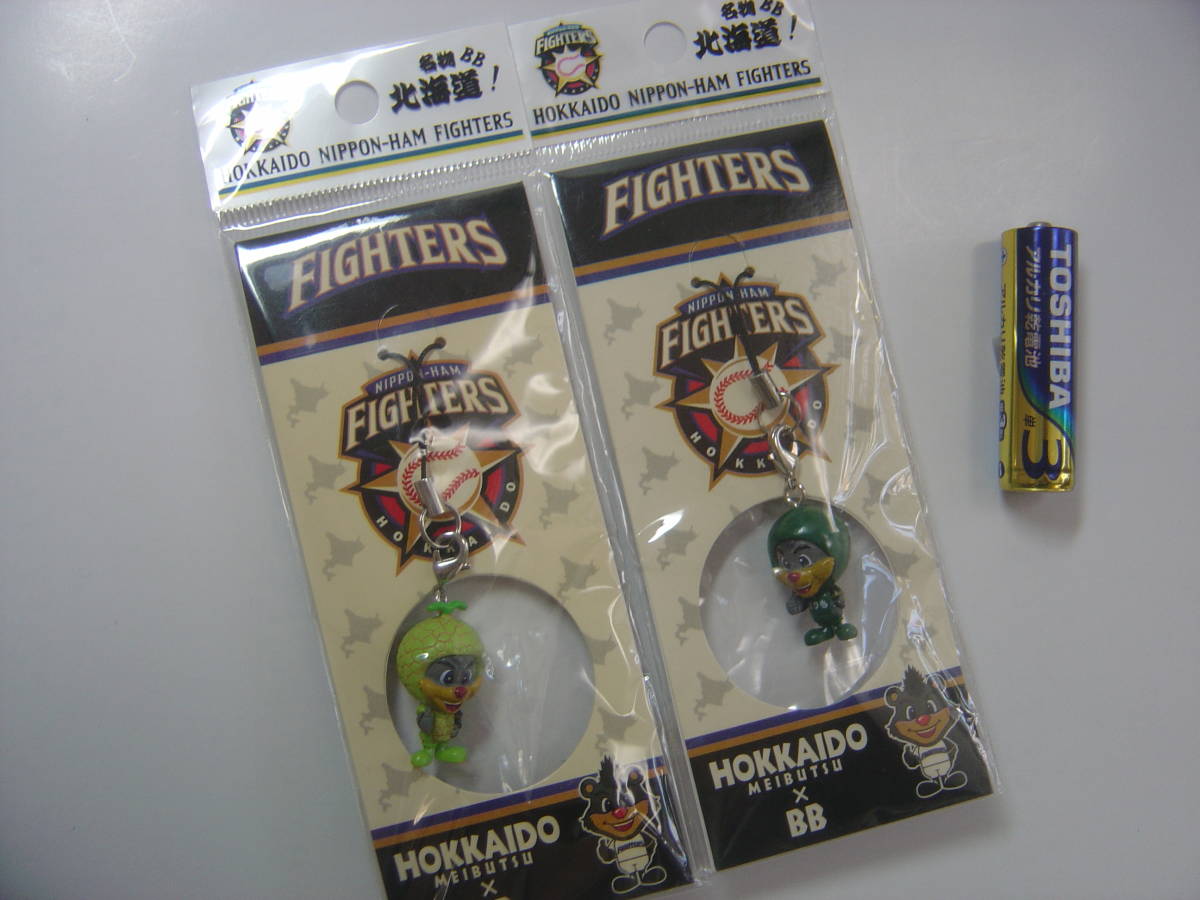 名物 BB
北海道!
HOKKAIDO NIPPON-HAM FIGHTERS
FIGHTERS
NIPPON-HAM
FIGHTERS
HOKKAIDO
HOKKAIDO
MEIBUTSU
×
FIGHTERS
名物 BB
北海道!
HOKKAIDO NIPPON-HAM FIGHTERS
FIGHTERS
NIPPON-HAM
FIGHTERS
HOKKAIDO
HOKKAIDO
MEIBUTSU
×
BB
TOSHIBA
アルカリ乾電池
単3